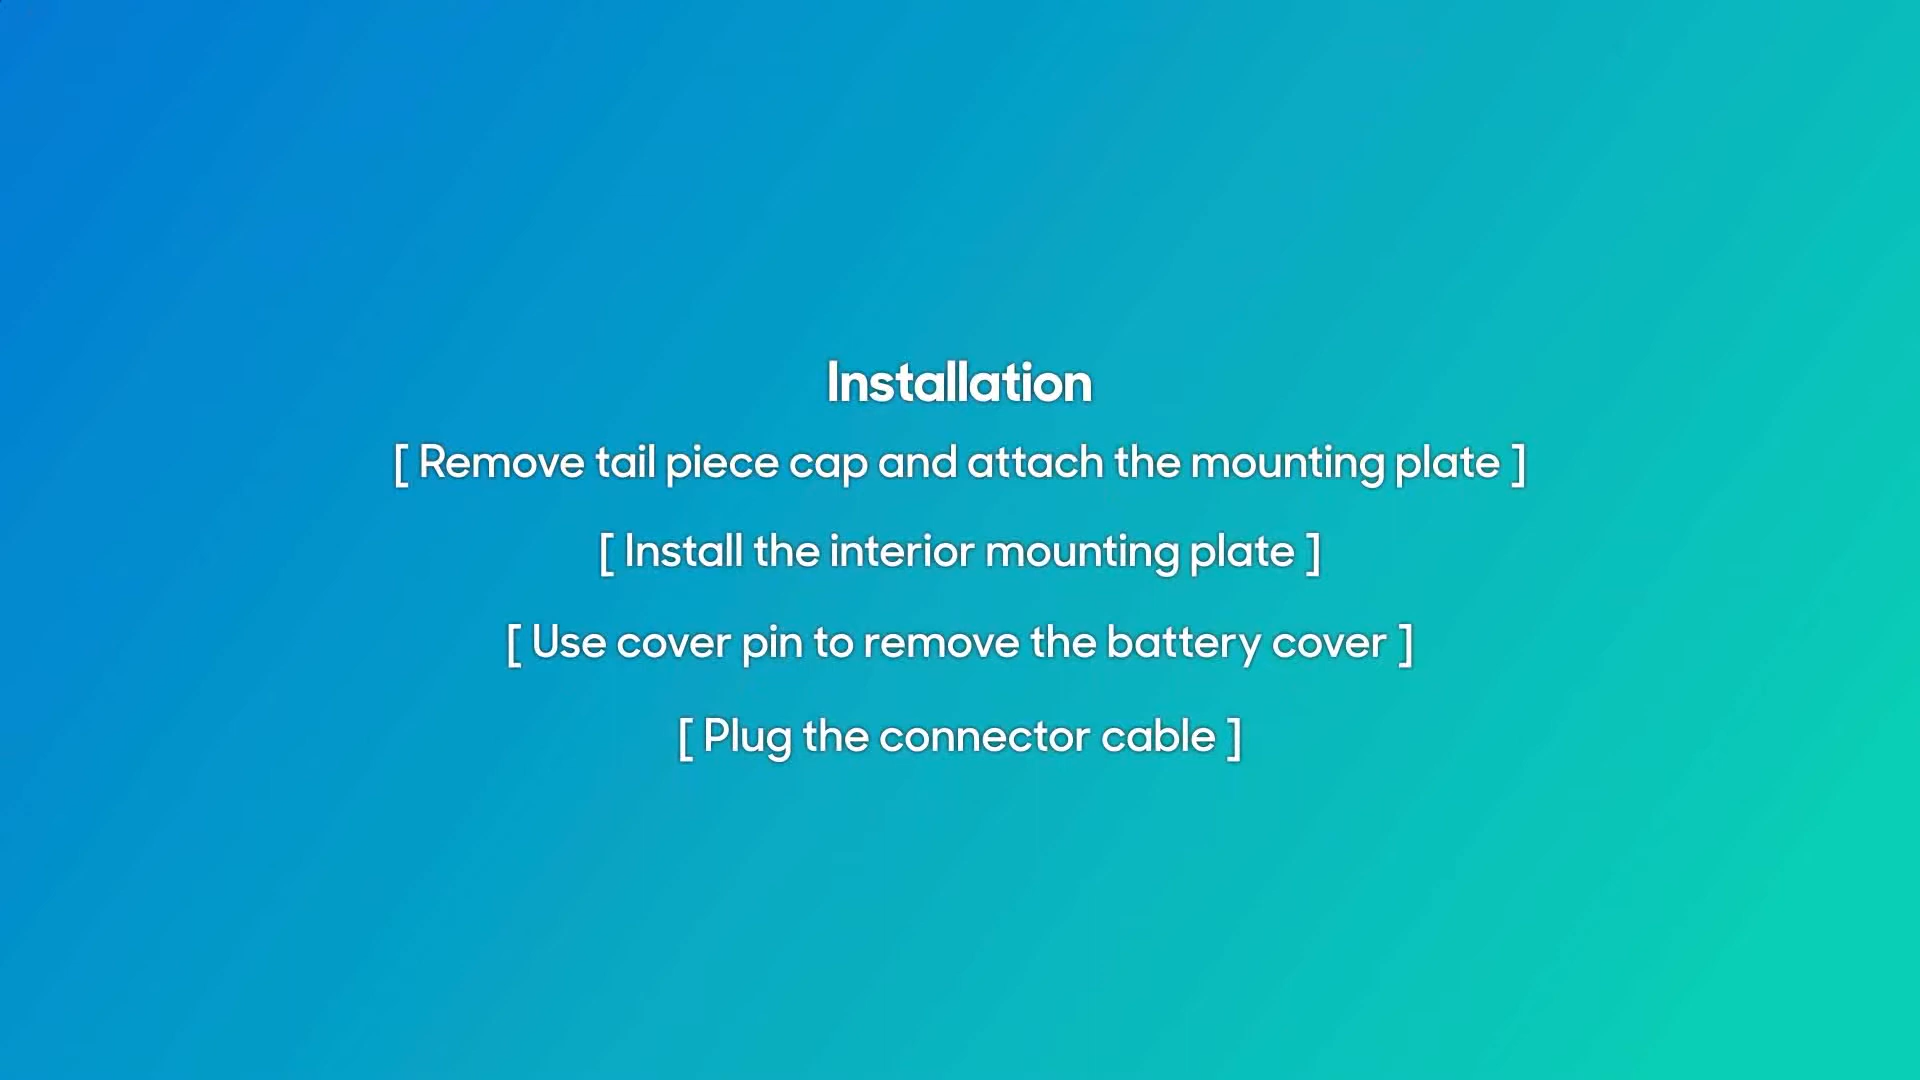 Installation
[ Remove tail piece cap and attach the mounting plate ]
[ Install the interior mounting plate ]
[ Use cover pin to remove the battery cover ]
[ Plug the connector cable ]